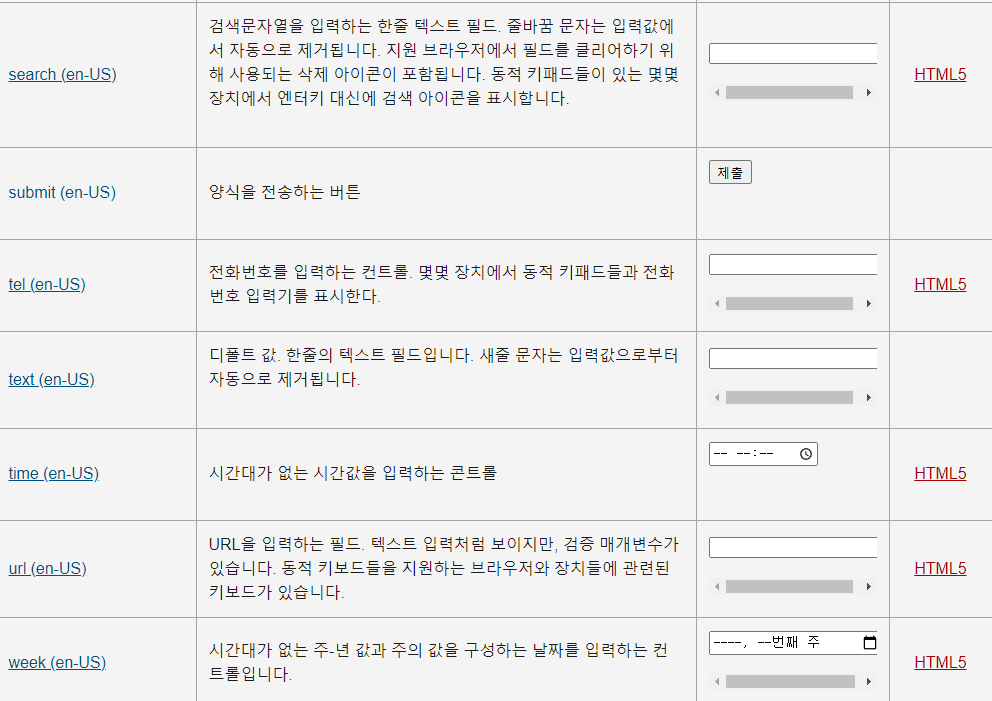 search (en-US)
검색문자열을 입력하는 한줄 텍스트 필드. 줄바꿈 문자는 입력값에
서 자동으로 제거됩니다. 지원 브라우저에서 필드를 클리어하기 위
해 사용되는 삭제 아이콘이 포함됩니다. 동적 키패드들이 있는 몇몇
장치에서 엔터키 대신에 검색 아이콘을 표시합니다.
HTML5
submit (en-US)
양식을 전송하는 버튼
제출
tel (en-US)
전화번호를 입력하는 컨트롤. 몇몇 장치에서 동적 키패드들과 전화
번호 입력기를 표시한다.
HTML5
text (en-US)
디폴트 값. 한줄의 텍스트 필드입니다. 새줄 문자는 입력값으로부터
자동으로 제거됩니다.
time (en-US)
시간대가 없는 시간값을 입력하는 콘트롤
-- --:--
HTML5
url (en-US)
URL을 입력하는 필드. 텍스트 입력처럼 보이지만, 검증 매개변수가
있습니다. 동적 키보드들을 지원하는 브라우저와 장치들에 관련된
키보드가 있습니다.
HTML5
week (en-US)
시간대가 없는 주-년 값과 주의 값을 구성하는 날짜를 입력하는 컨
트롤입니다.
----, --번째 주
HTML5